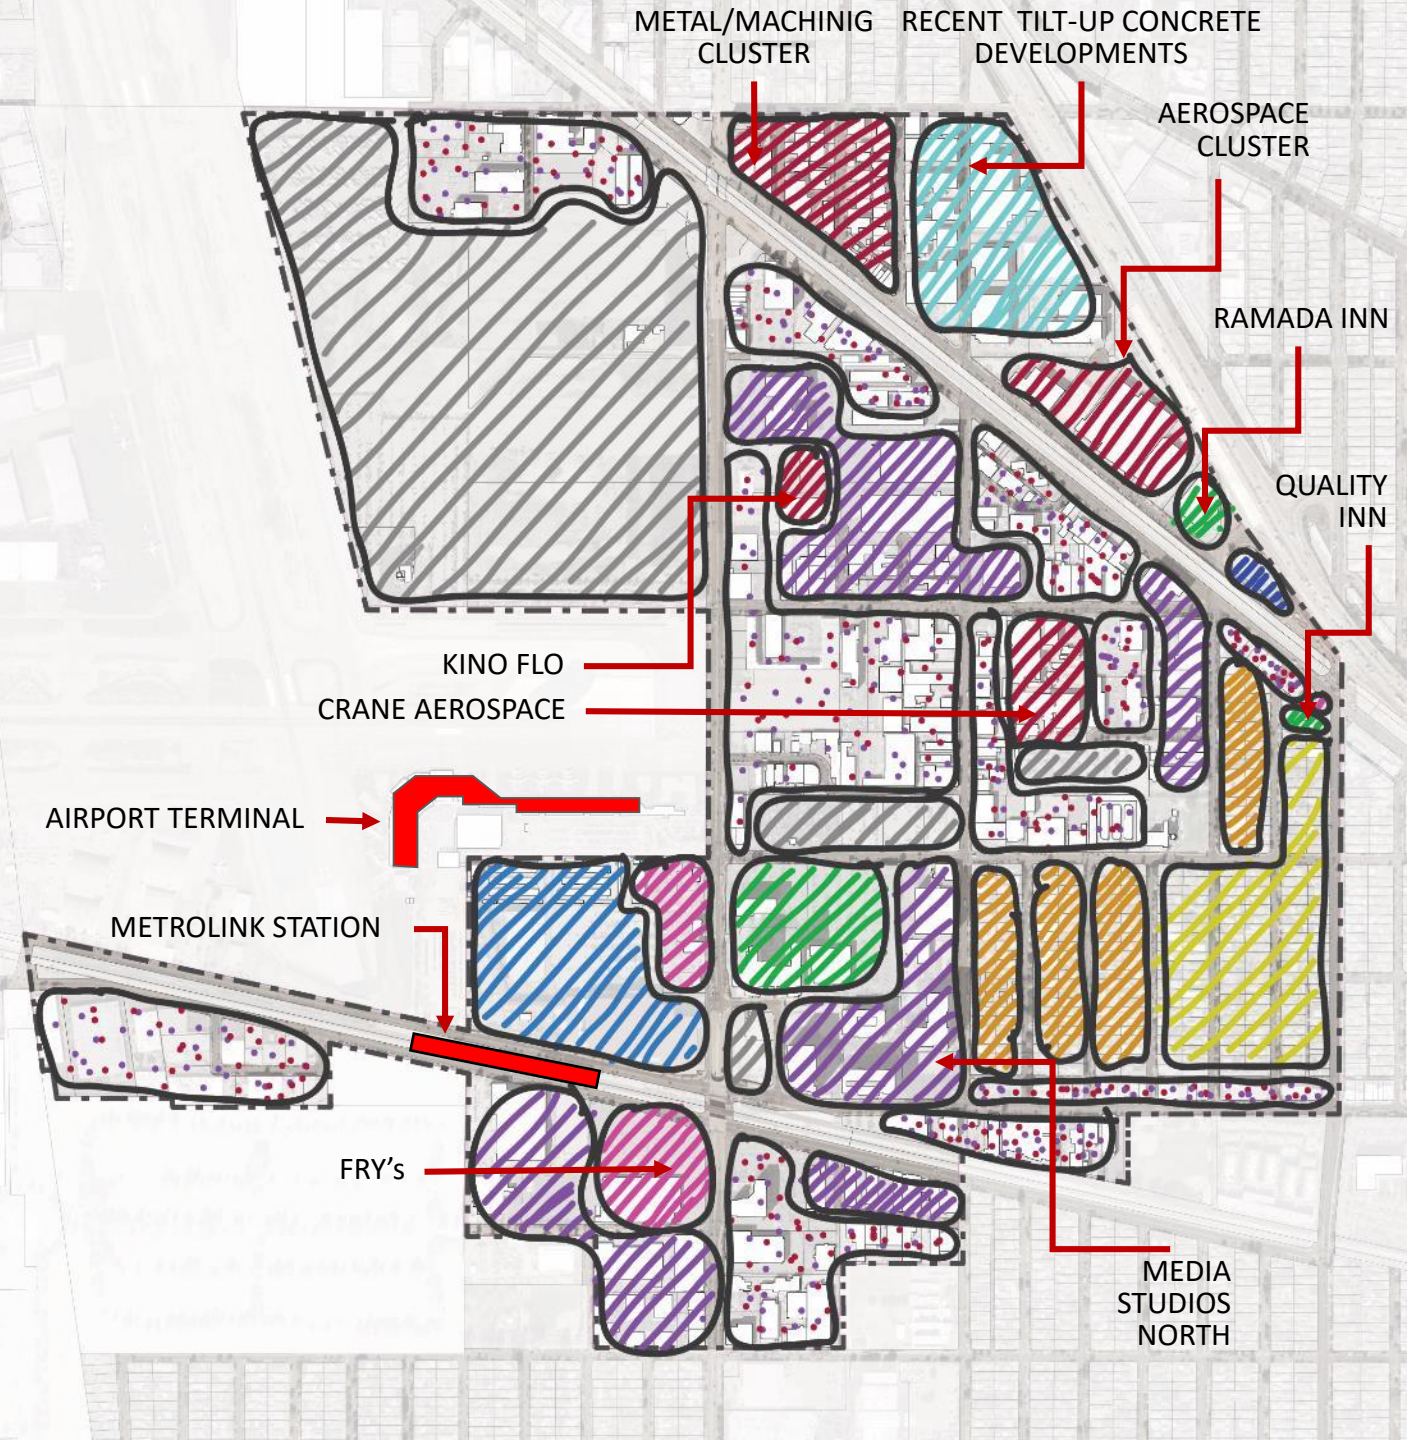 METAL/MACHINIG
CLUSTER
RECENT TILT-UP CONCRETE
DEVELOPMENTS
AEROSPACE
CLUSTER
RAMADA INN
QUALITY
INN
KINO FLO
CRANE AEROSPACE
AIRPORT TERMINAL
METROLINK STATION
FRY's
MEDIA
STUDIOS
NORTH